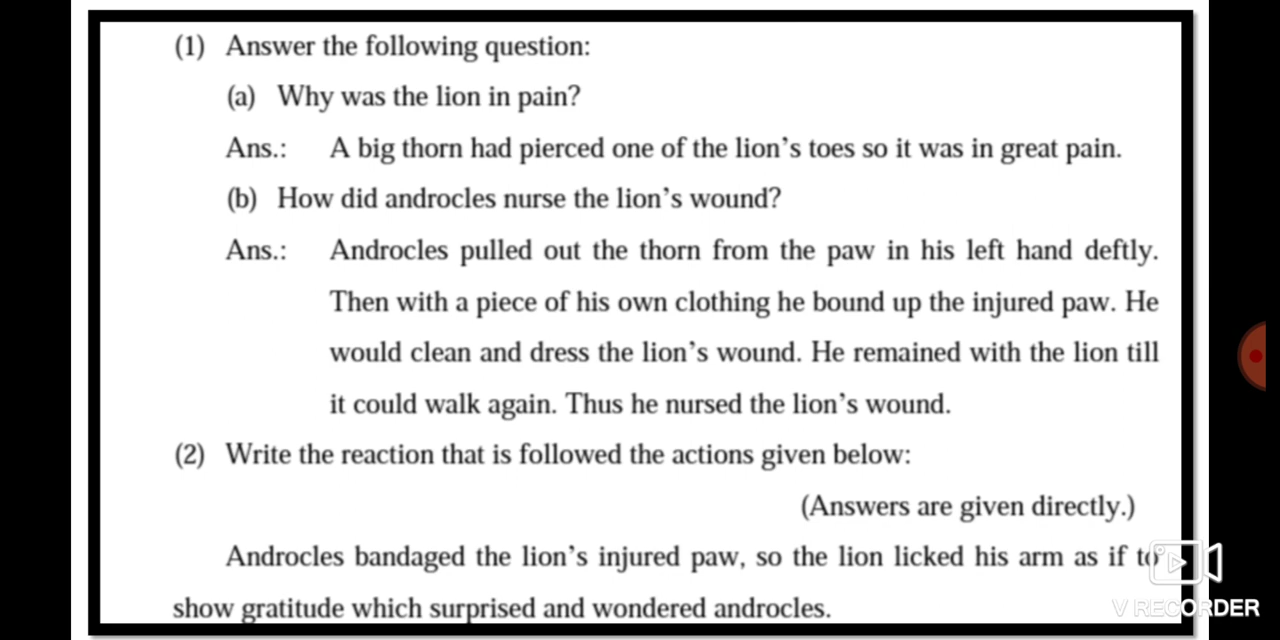 (1) Answer the following question:
(a) Why was the lion in pain?
Ans.: A big thorn had pierced one of the lion's toes so it was in great pain.
(b) How did androcles nurse the lion's wound?
Ans.: Androcles pulled out the thorn from the paw in his left hand deftly.
Then with a piece of his own clothing he bound up the injured paw. He
would clean and dress the lion's wound. He remained with the lion till
it could walk again. Thus he nursed the lion's wound.
(2) Write the reaction that is followed the actions given below:
(Answers are given directly.)
Androcles bandaged the lion's injured paw, so the lion licked his arm as if to
show gratitude which surprised and wondered androcles.
V RECORDER